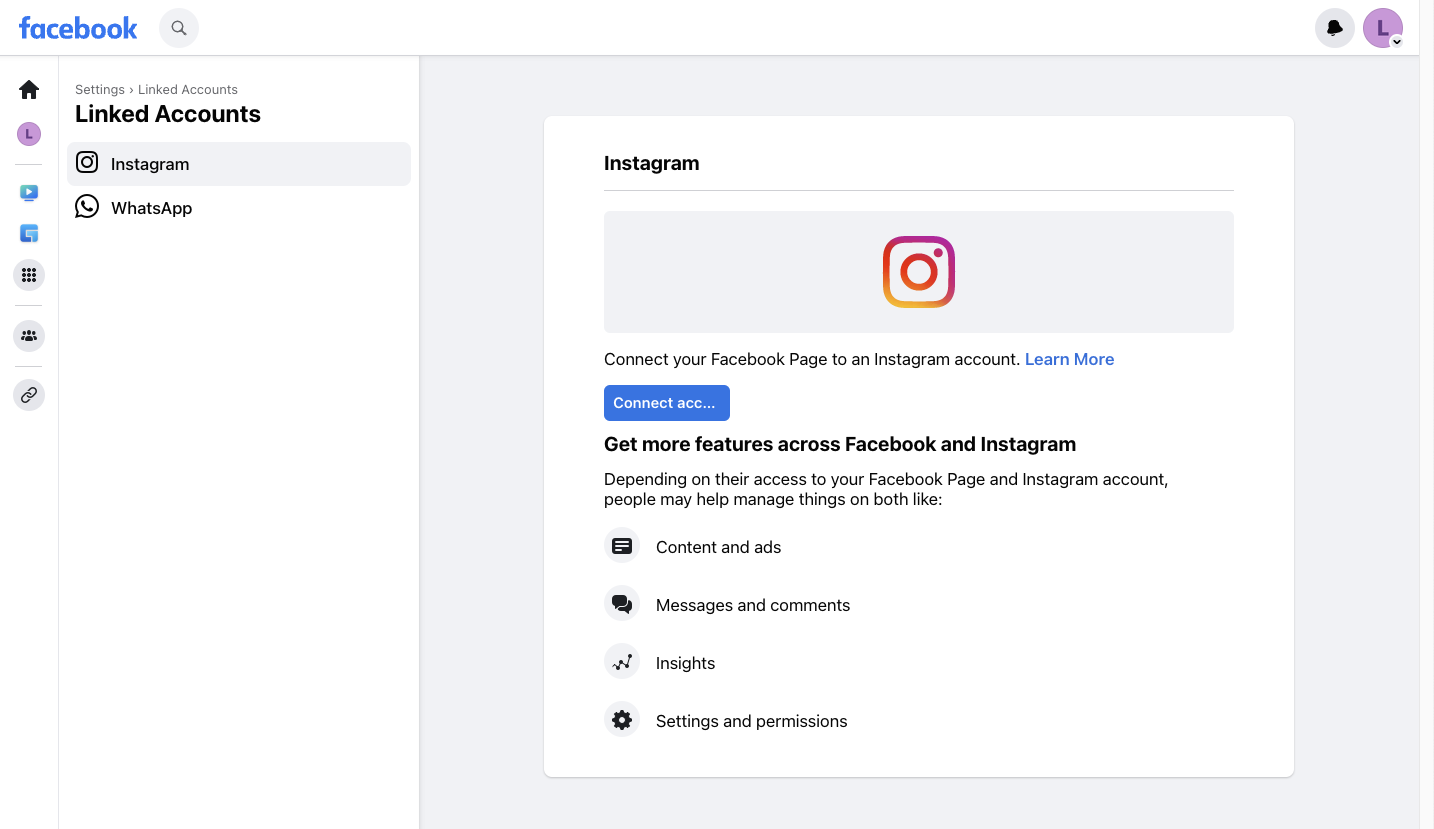 facebook
L
L
Settings › Linked Accounts
Linked Accounts
Instagram
WhatsApp
Instagram
Connect your Facebook Page to an Instagram account. Learn More
Connect acc...
Get more features across Facebook and Instagram
Depending on their access to your Facebook Page and Instagram account,
people may help manage things on both like:
Content and ads
Messages and comments
Insights
Settings and permissions